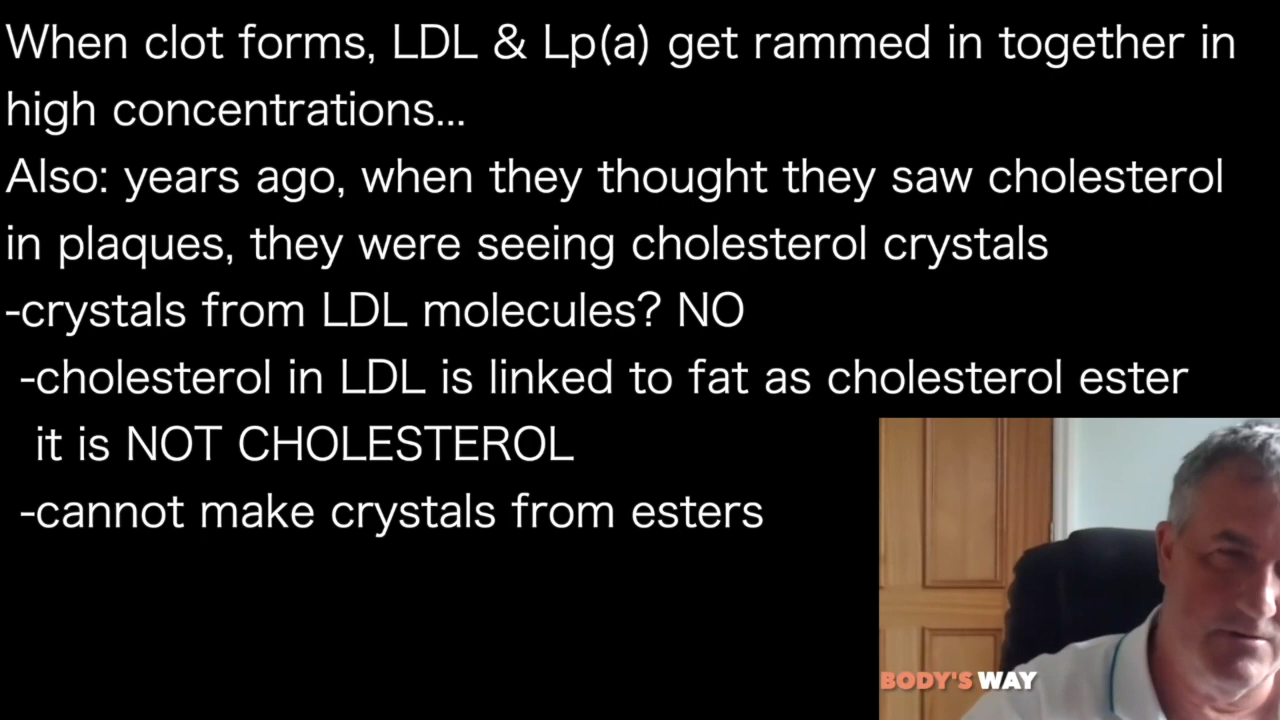 When clot forms, LDL & Lp(a) get rammed in together in
high concentrations...
Also: years ago, when they thought they saw cholesterol
in plaques, they were seeing cholesterol crystals
-crystals from LDL molecules? NO
-cholesterol in LDL is linked to fat as cholesterol ester
it is NOT CHOLESTEROL
-cannot make crystals from esters
BODY'S WAY